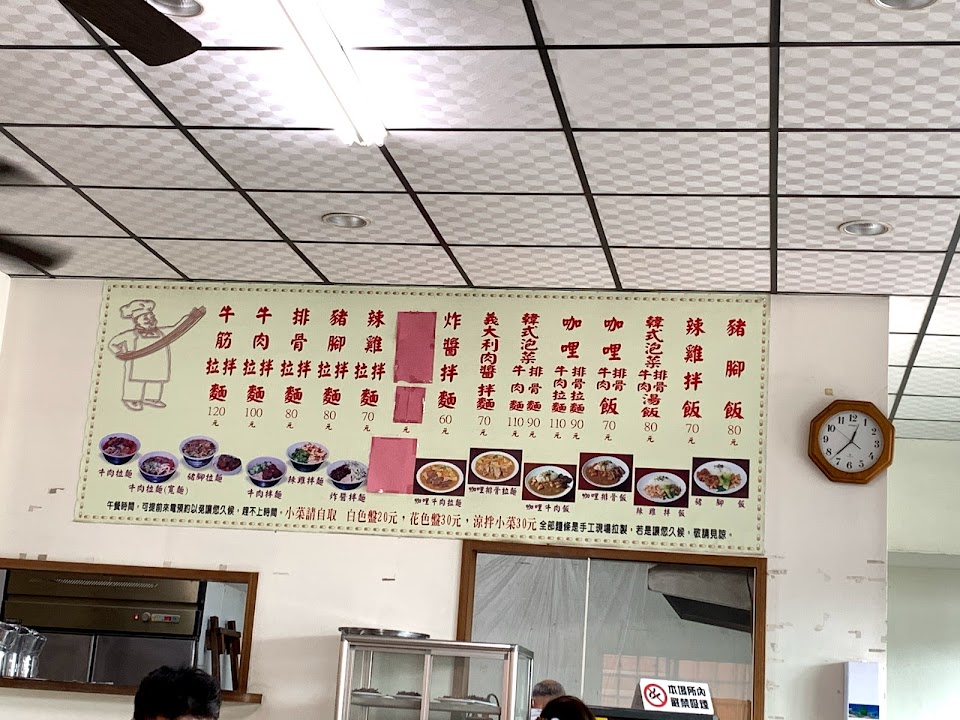 牛筋拉拌麵 120元
牛肉拉拌麵 100元
排骨拉拌麵 80元
豬腳拉拌麵 80元
辣雞拉拌麵 70元
元
炸醬拌麵 60元
義大利肉醬拌麵 70元
韓式泡菜牛肉排骨麵 110元 90元
咖哩牛肉拉麵排骨拉麵 110元 90元
咖哩牛肉排骨飯 70元
韓式泡菜牛肉湯排骨飯 80元
辣雞拌飯 70元
豬腳飯 80元
牛肉拉麵
牛肉拉麵(寬麵)
豬腳拉麵
牛肉拌麵
辣雞拌麵
炸醬拌麵
咖哩牛肉拉麵
咖哩排骨拉麵
咖哩牛肉飯
咖哩排骨飯
辣雞拌飯
豬腳飯
午餐時間，可提前來電預約以免讓您久候，趕不上時間，小菜請自取 白色盤20元，花色盤30元，涼拌小菜30元 全部麵條是手工現場拉製，若是讓您久候，敬請見諒。
本場所內
嚴禁吸煙
12 1 2 3 4 5 6 7 8 9 10 11